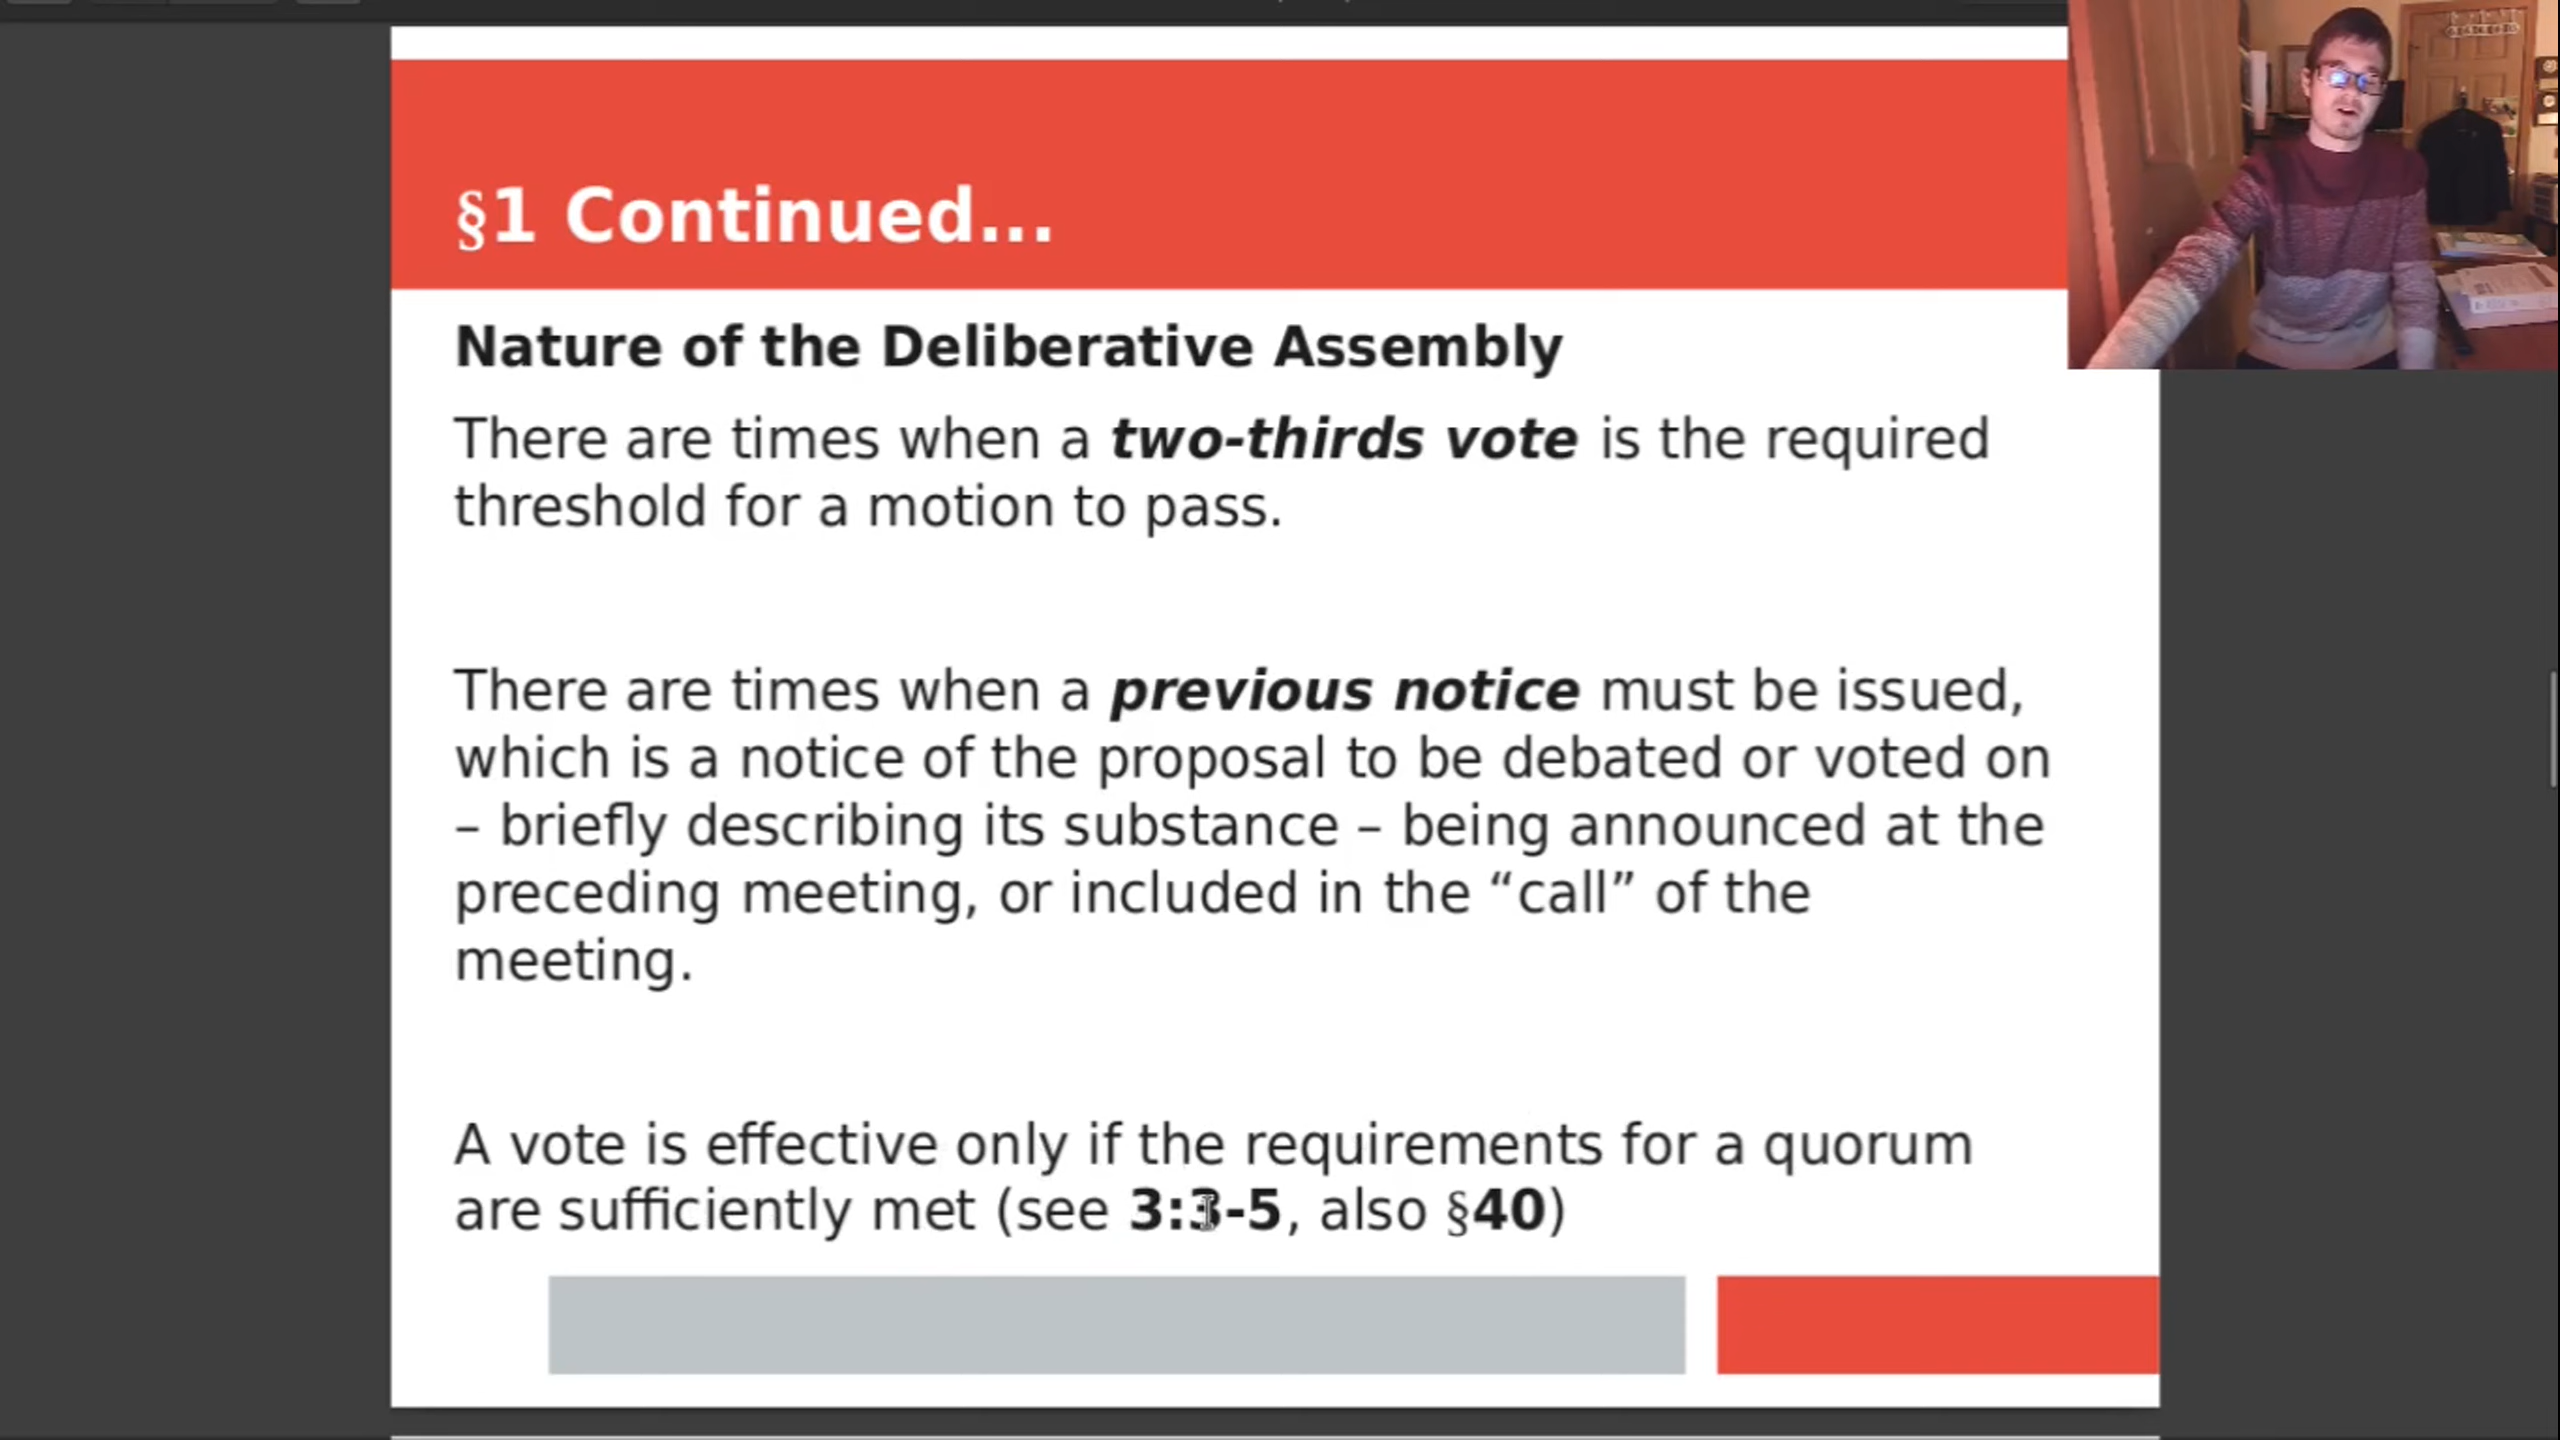 §1 Continued...
Nature of the Deliberative Assembly
There are times when a two-thirds vote is the required
threshold for a motion to pass.
There are times when a previous notice must be issued,
which is a notice of the proposal to be debated or voted on
– briefly describing its substance – being announced at the
preceding meeting, or included in the “call” of the
meeting.
A vote is effective only if the requirements for a quorum
are sufficiently met (see 3:3-5, also §40)